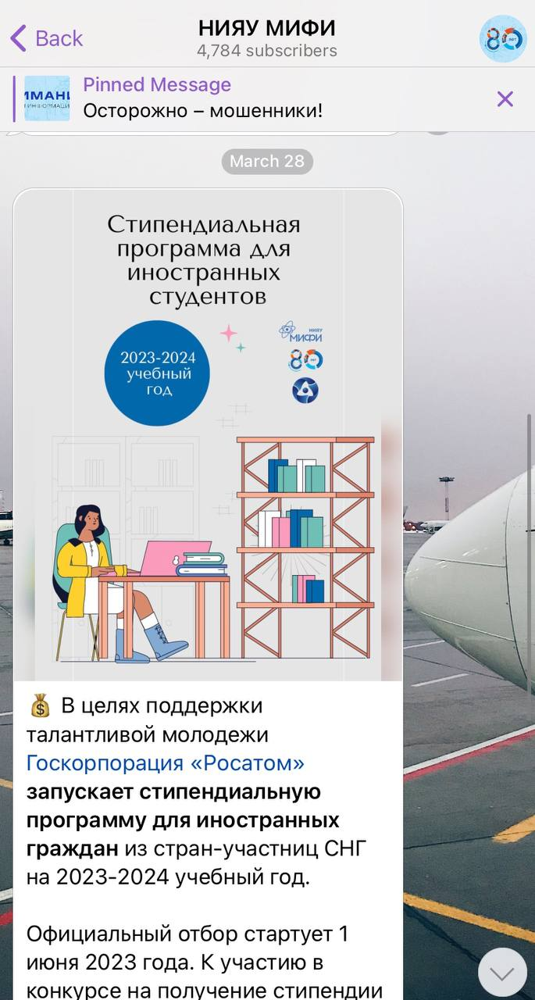 Back
НИЯУ МИФИ
4,784 subscribers
80
лет
ИМАНИ
Pinned Message
Осторожно – мошенники!
March 28
Стипендиальная
программа для
иностранных
студентов
2023-2024
учебный
год
НИЯУ
МИФИ
80
лет
💰 В целях поддержки
талантливой молодежи
Госкорпорация «Росатом»
запускает стипендиальную
программу для иностранных
граждан из стран-участниц СНГ
на 2023-2024 учебный год.
Официальный отбор стартует 1
июня 2023 года. К участию в
конкурсе на получение стипендии